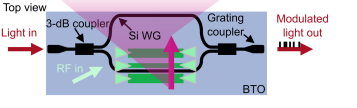 Top view
3-dB coupler
Grating
coupler
Modulated
light out
Light in
Si WG
RF in
BTO